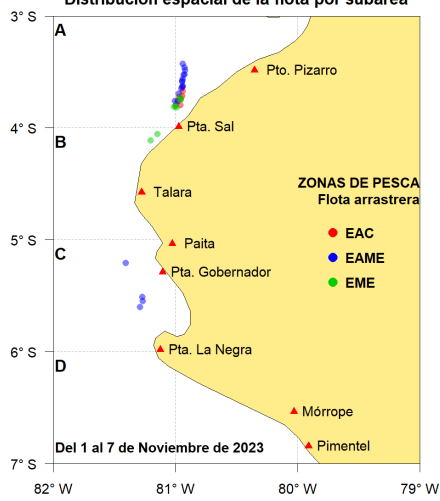 Distribución espacial de la flota por subárea
3° S
A
Pto. Pizarro
4° S
Pta. Sal
B
ZONAS DE PESCA
Flota arrastrera
Talara
EAC
5° S
Paita
EAME
C
Pta. Gobernador
EME
6° S
Pta. La Negra
D
Mórrope
Del 1 al 7 de Noviembre de 2023
Pimentel
7° S
82° W 81° W 80° W 79° W